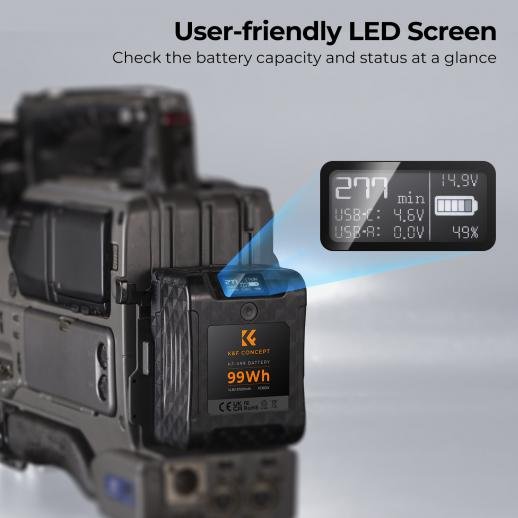 User-friendly LED Screen
Check the battery capacity and status at a glance
277 min
14.9V
USB-C: 4.6V
USB-A: 0.0V
49%
K&F CONCEPT
99Wh